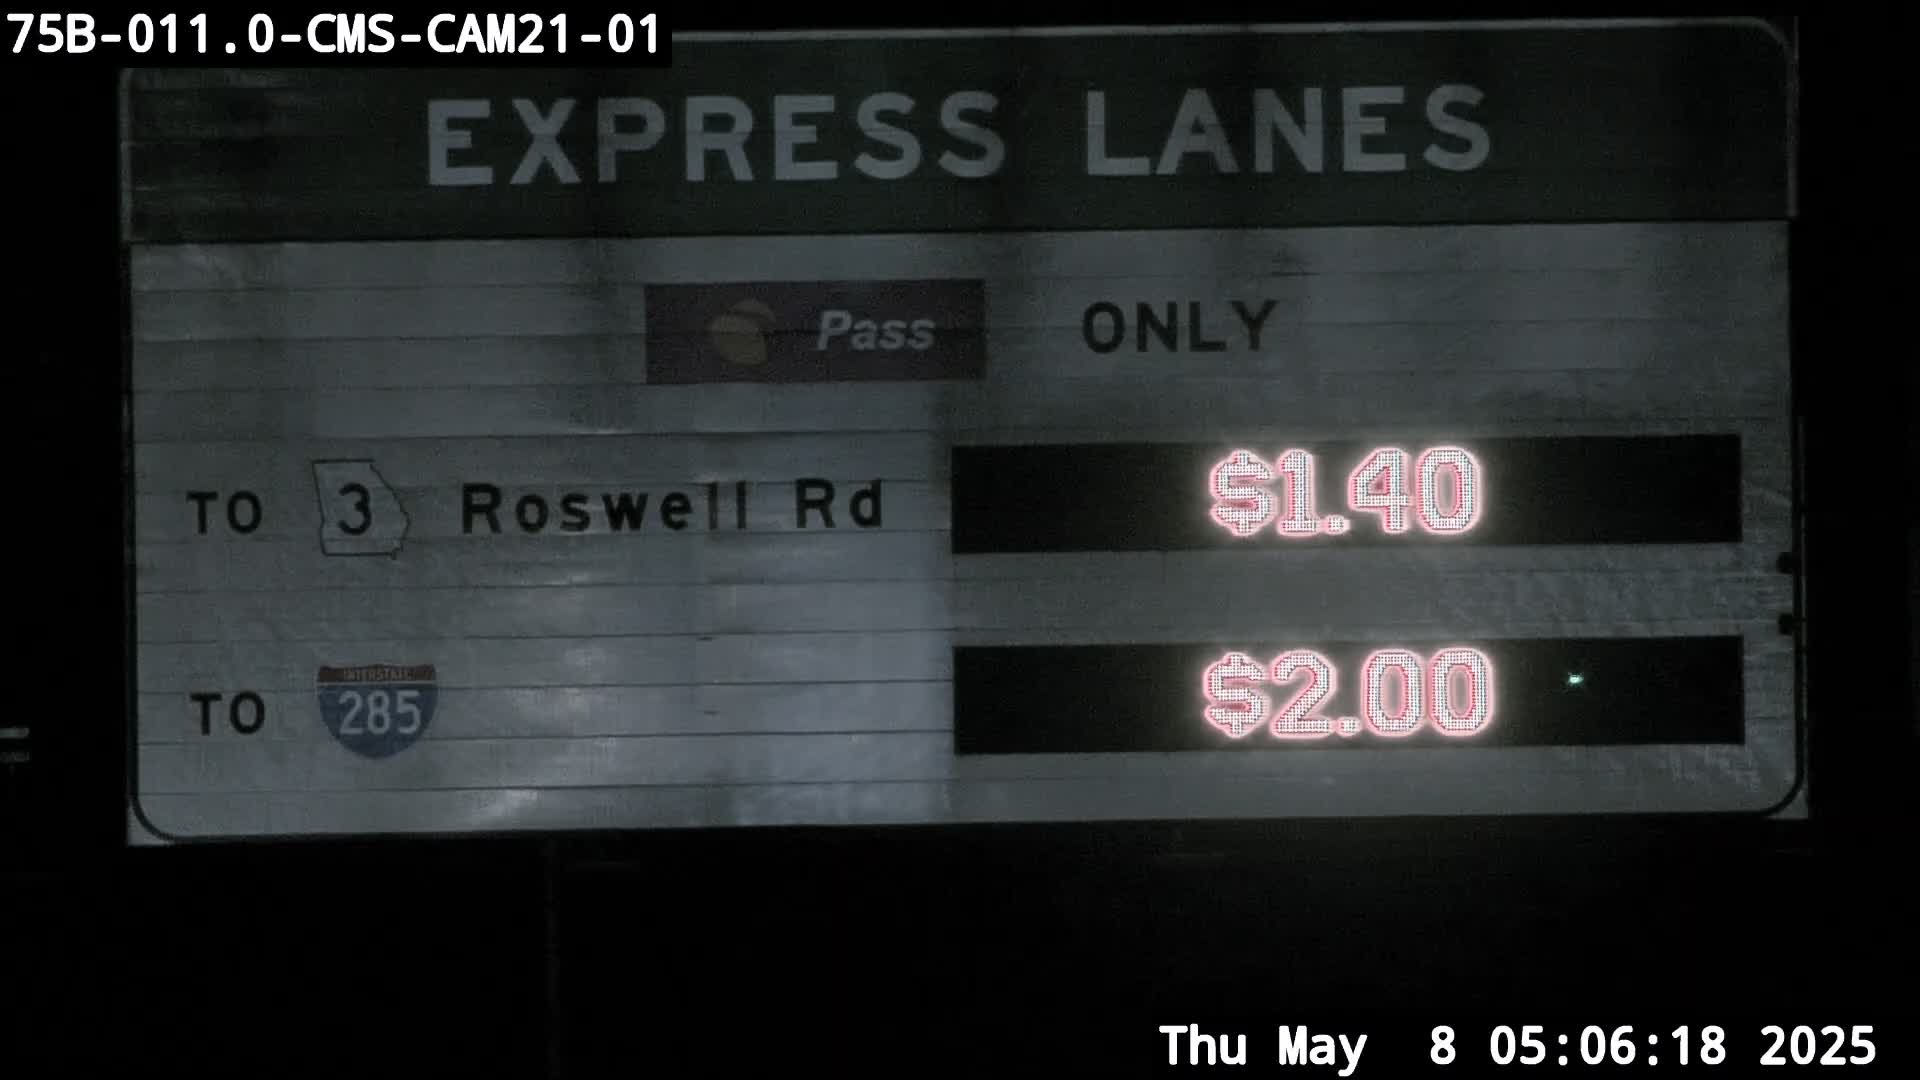 75B-011.0-CMS-CAM21-01
EXPRESS LANES
Pass ONLY
TO 3 Roswell Rd $1.40
INTERSTATE
TO 285 $2.00
Thu May 8 05:06:18 2025